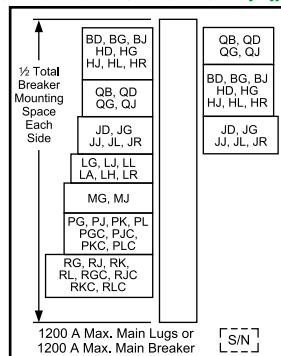 ½ Total
Breaker
Mounting
Space
Each
Side
BD, BG, BJ
HD, HG
HJ, HL, HR
QB, QD
QG, QJ
JD, JG
JJ, JL, JR
LG, LJ, LL
LA, LH, LR
MG, MJ
PG, PJ, PK, PL
PGC, PJC,
PKC, PLC
RG, RJ, RK,
RL, RGC, RJC
RKC, RLC
QB, QD
QG, QJ
BD, BG, BJ
HD, HG
HJ, HL, HR
JD, JG
JJ, JL, JR
1200 A Max. Main Lugs or
1200 A Max. Main Breaker
S/N